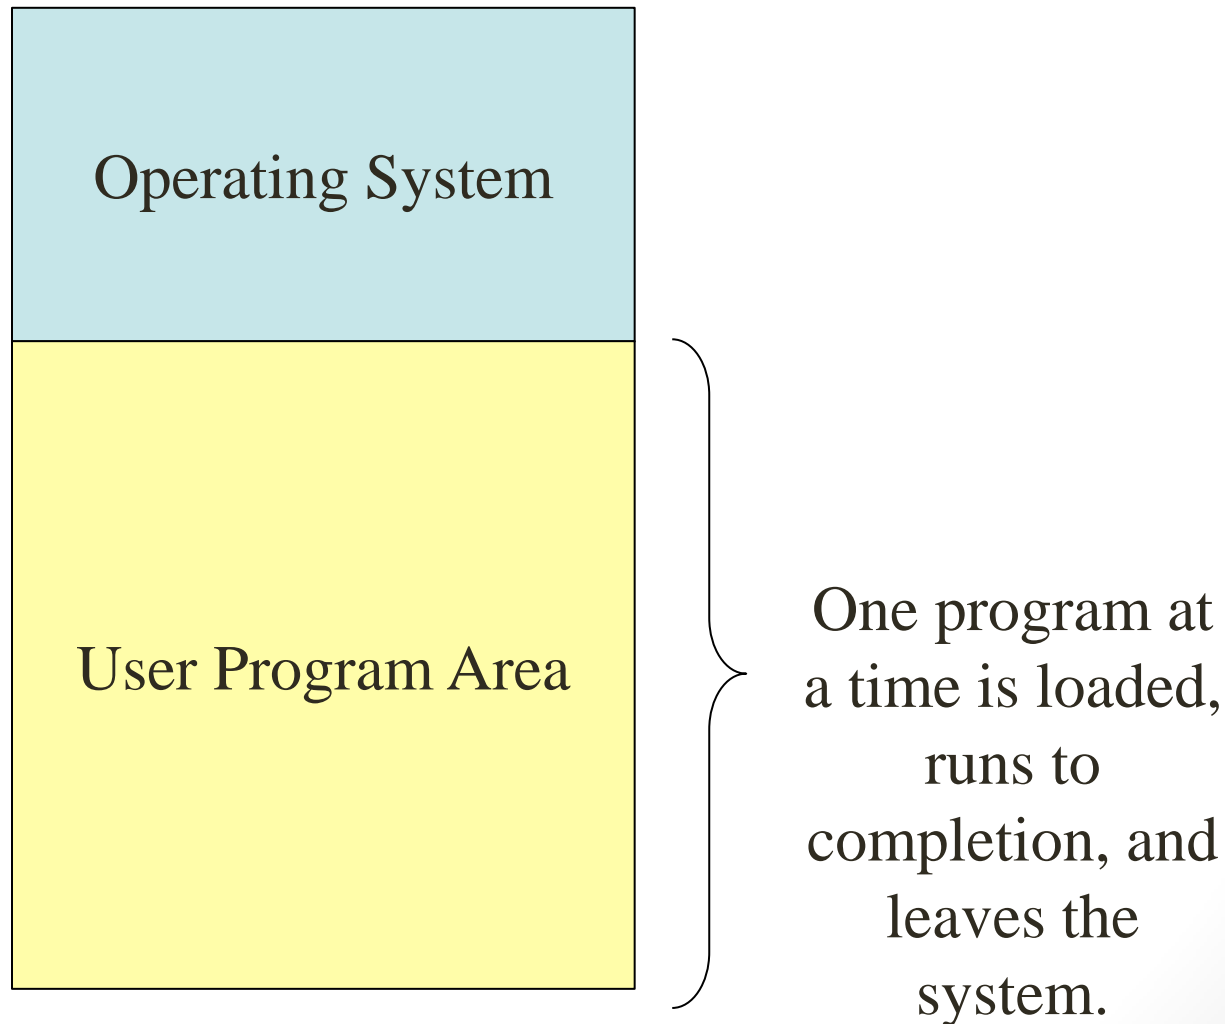 Operating System
User Program Area
One program at
a time is loaded,
runs to
completion, and
leaves the
system.